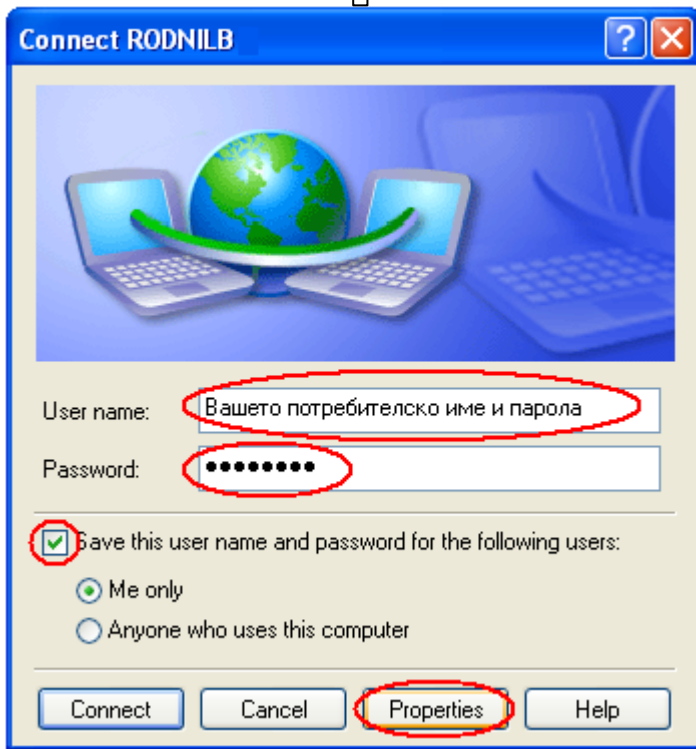 Connect RODNILB
User name: Вашето потребителско име и парола
Password: ••••••••
Save this user name and password for the following users:
Me only
Anyone who uses this computer
Connect Cancel Properties Help